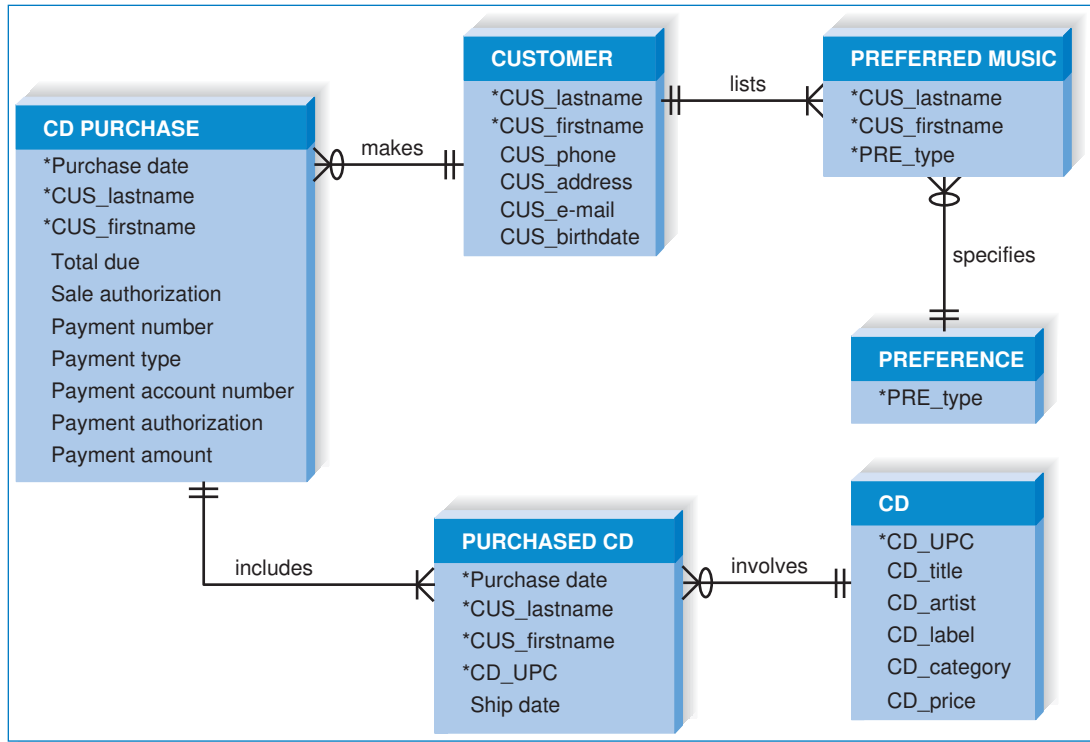 CD PURCHASE
*Purchase date
*CUS_lastname
*CUS_firstname
Total due
Sale authorization
Payment number
Payment type
Payment account number
Payment authorization
Payment amount
makes
CUSTOMER
*CUS_lastname
*CUS_firstname
CUS_phone
CUS_address
CUS_e-mail
CUS_birthdate
lists
PREFERRED MUSIC
*CUS_lastname
*CUS_firstname
*PRE_type
specifies
PREFERENCE
*PRE_type
includes
PURCHASED CD
*Purchase date
*CUS_lastname
*CUS_firstname
*CD_UPC
Ship date
involves
CD
*CD_UPC
CD_title
CD_artist
CD_label
CD_category
CD_price